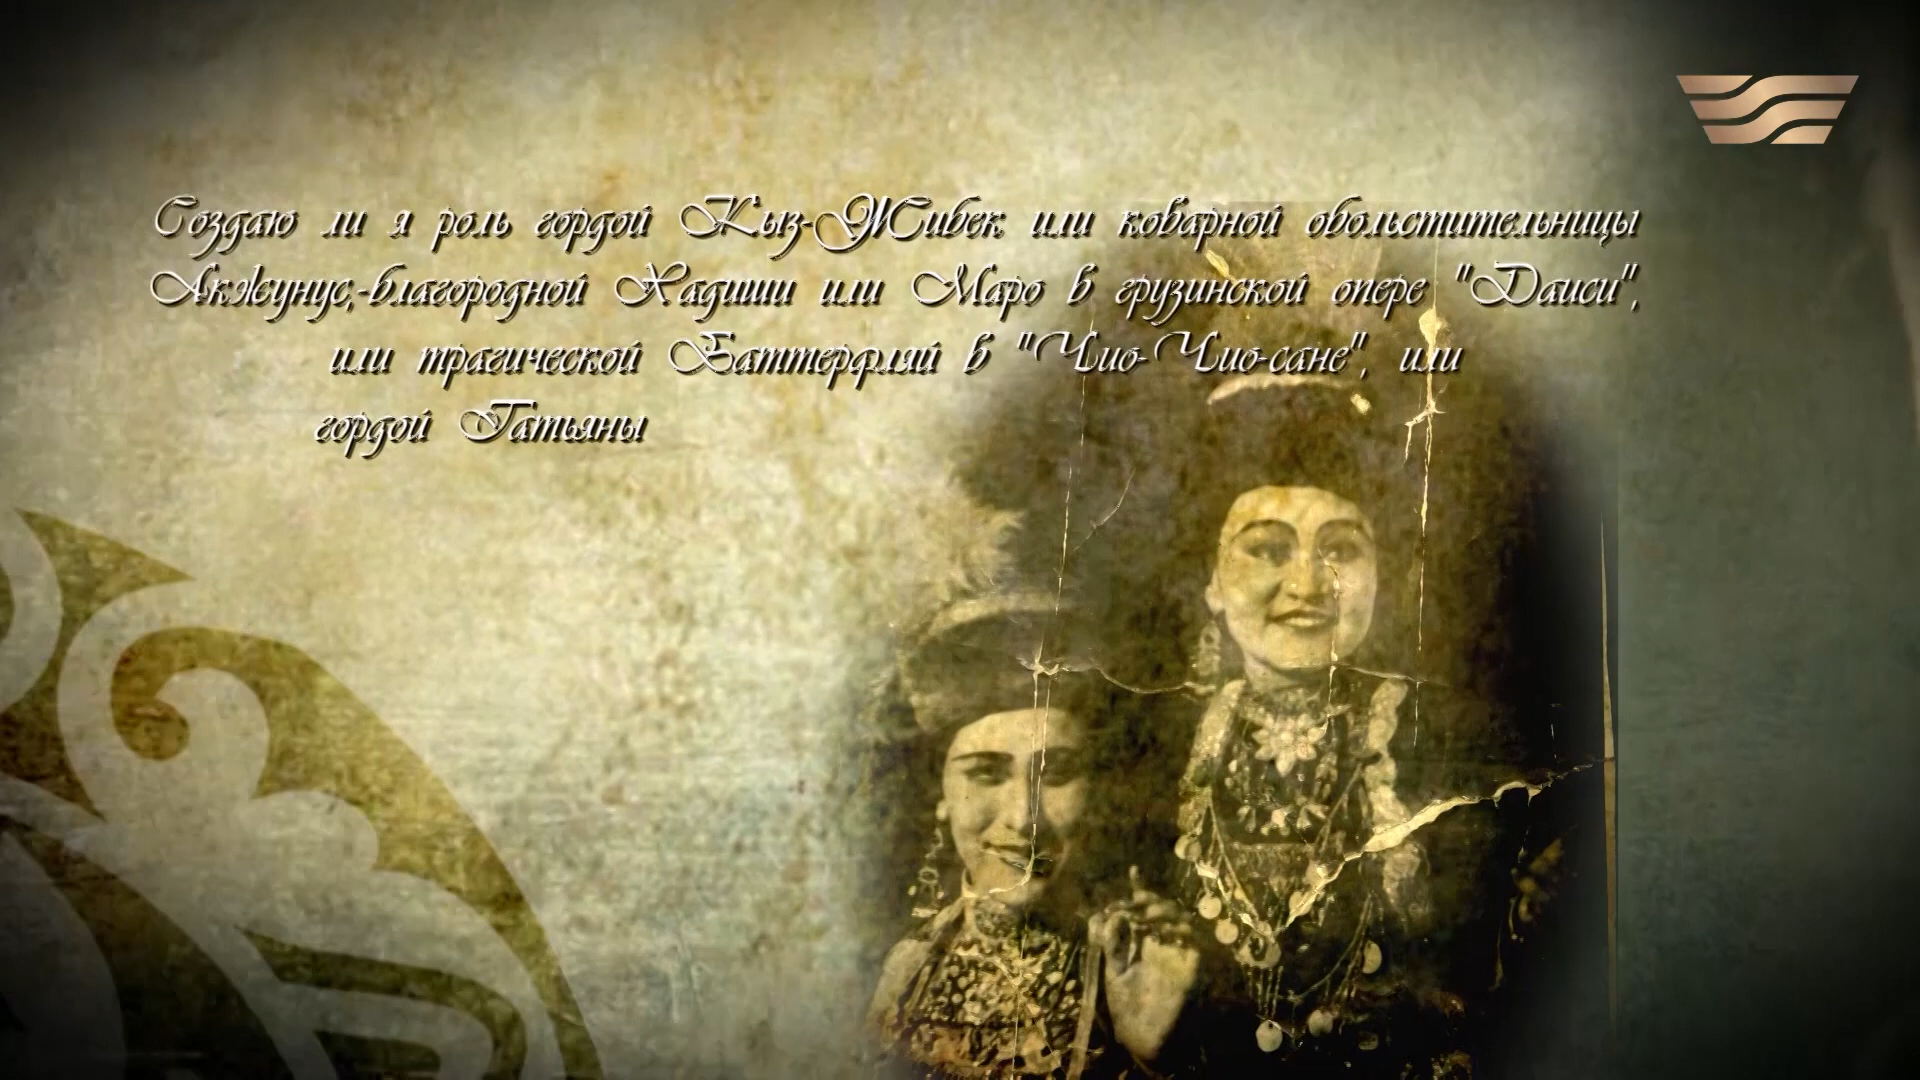 Создаю ли я роль гордой Кыз-Жибек или коварной обольстительницы
Акжунус,-благородной Хадиши или Маро в грузинской опере "Даиси",
или трагической Баттерфляй в "Чио-Чио-сане", или
гордой Татьяны